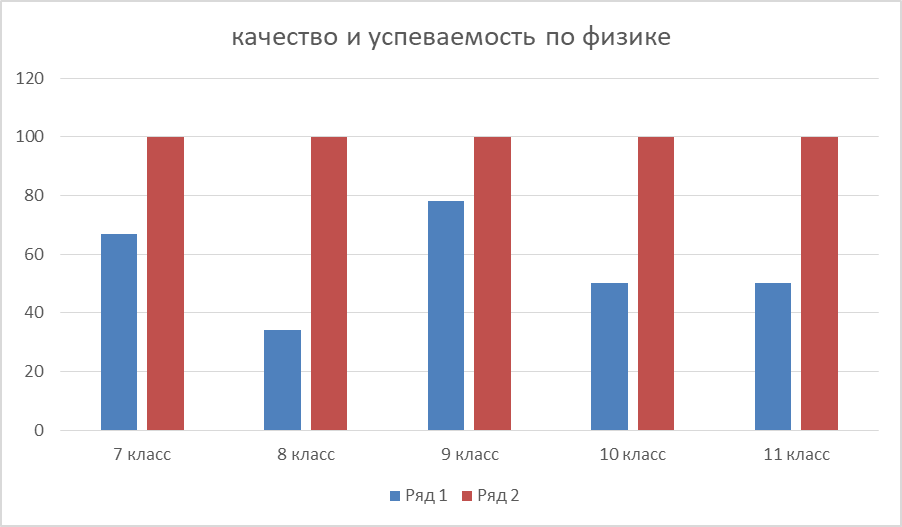 качество и успеваемость по физике
120
100
80
60
40
20
0
7 класс 8 класс 9 класс 10 класс 11 класс
Ряд 1 Ряд 2